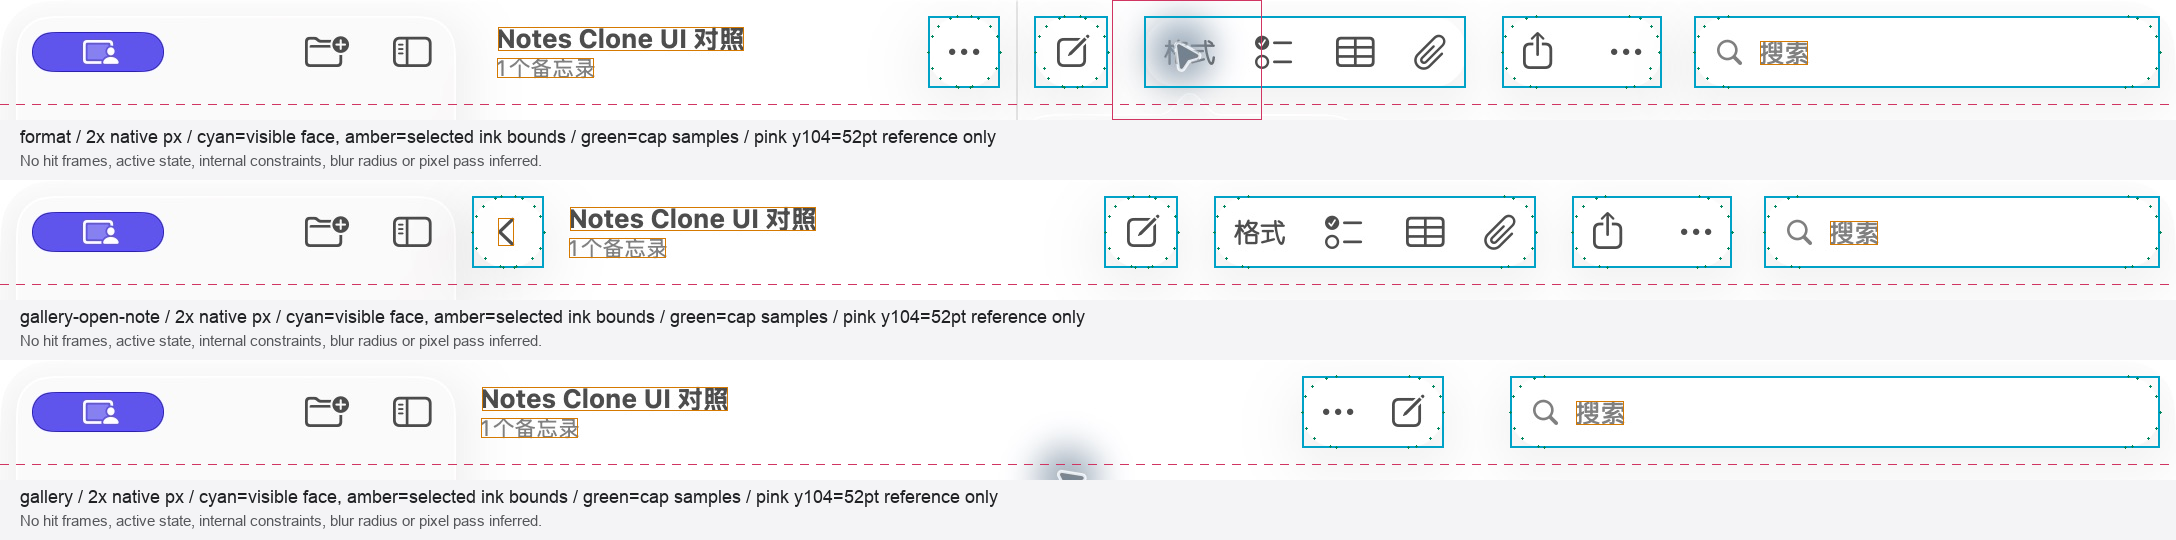 Notes Clone UI 对照
1个备忘录
格式
搜索
format / 2x native px / cyan=visible face, amber=selected ink bounds / green=cap samples / pink y104=52pt reference only
No hit frames, active state, internal constraints, blur radius or pixel pass inferred.
Notes Clone UI 对照
1个备忘录
格式
搜索
gallery-open-note / 2x native px / cyan=visible face, amber=selected ink bounds / green=cap samples / pink y104=52pt reference only
No hit frames, active state, internal constraints, blur radius or pixel pass inferred.
Notes Clone UI 对照
1个备忘录
搜索
gallery / 2x native px / cyan=visible face, amber=selected ink bounds / green=cap samples / pink y104=52pt reference only
No hit frames, active state, internal constraints, blur radius or pixel pass inferred.